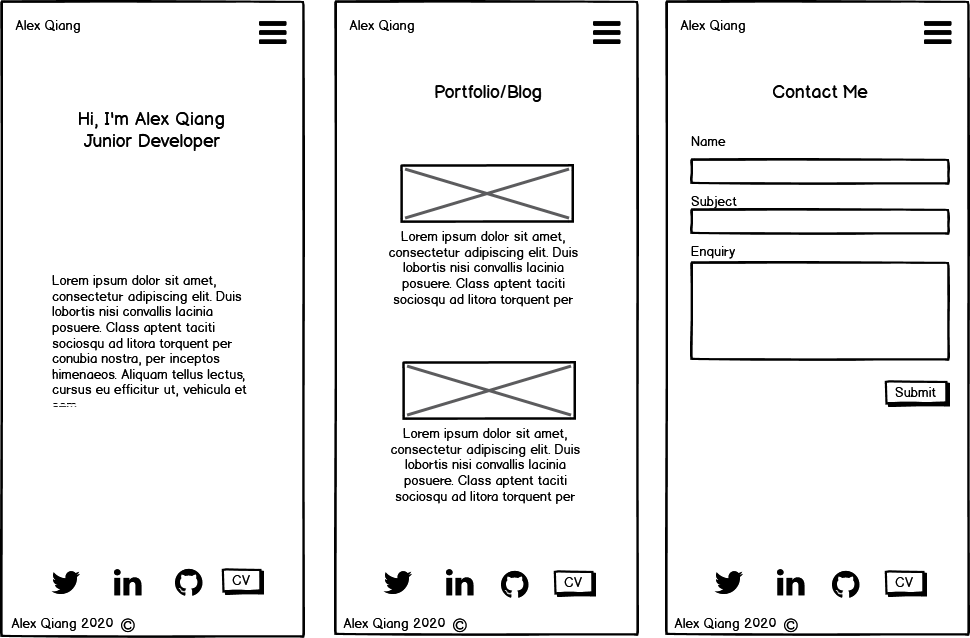 Alex Qiang
Hi, I'm Alex Qiang
Junior Developer
Lorem ipsum dolor sit amet,
consectetur adipiscing elit. Duis
lobortis nisi convallis lacinia
posuere. Class aptent taciti
sociosqu ad litora torquent per
conubia nostra, per inceptos
himenaeos. Aliquam tellus lectus,
cursus eu efficitur ut, vehicula et
CV
Alex Qiang 2020 ©
Alex Qiang
Portfolio/Blog
Lorem ipsum dolor sit amet,
consectetur adipiscing elit. Duis
lobortis nisi convallis lacinia
posuere. Class aptent taciti
sociosqu ad litora torquent per
Lorem ipsum dolor sit amet,
consectetur adipiscing elit. Duis
lobortis nisi convallis lacinia
posuere. Class aptent taciti
sociosqu ad litora torquent per
CV
Alex Qiang 2020 ©
Alex Qiang
Contact Me
Name
Subject
Enquiry
Submit
CV
Alex Qiang 2020 ©